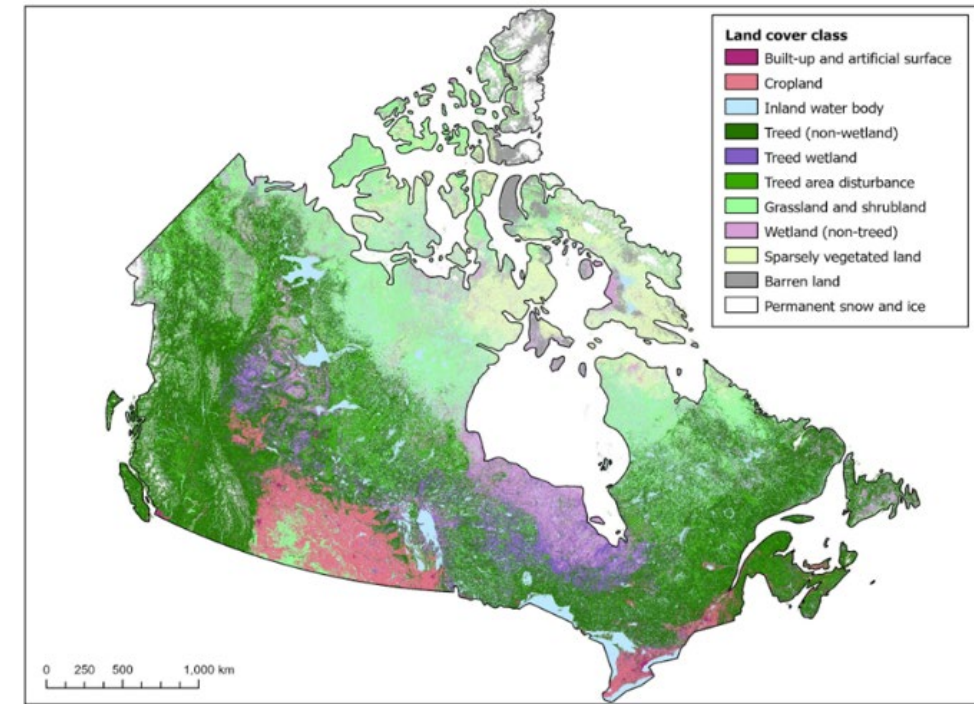 Land cover class
Built-up and artificial surface
Cropland
Inland water body
Treed (non-wetland)
Treed wetland
Treed area disturbance
Grassland and shrubland
Wetland (non-treed)
Sparsely vegetated land
Barren land
Permanent snow and ice
0 250 500 1,000 km